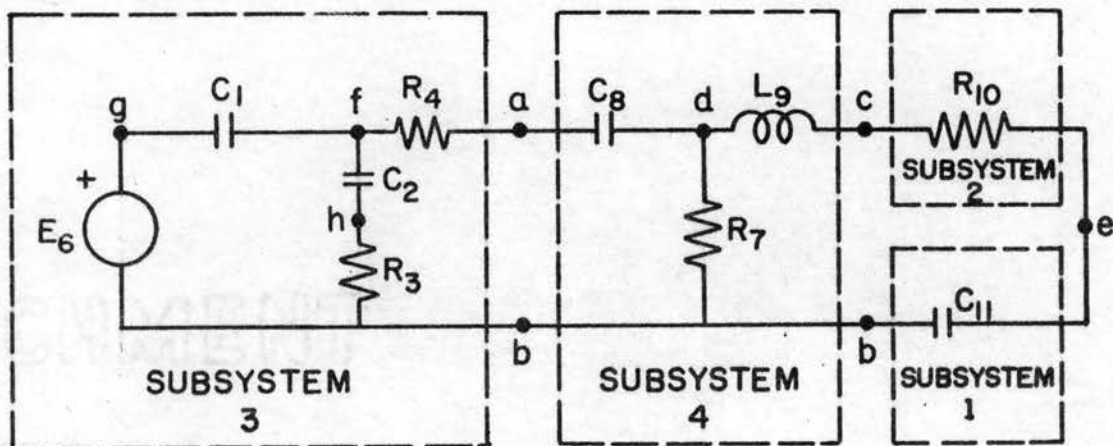 C1
f
R4
a
C8
d
L9
c
R10
g
+
E6
C2
h
R3
R7
SUBSYSTEM
2
e
C11
b
b
SUBSYSTEM
3
SUBSYSTEM
4
SUBSYSTEM
1